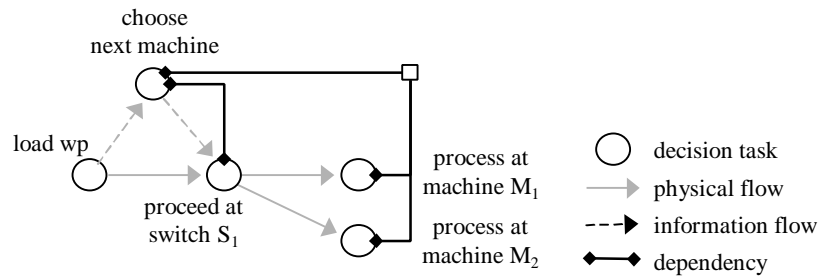 choose
next machine
load wp
proceed at
switch S₁
process at
machine M₁
process at
machine M₂
decision task
physical flow
information flow
dependency